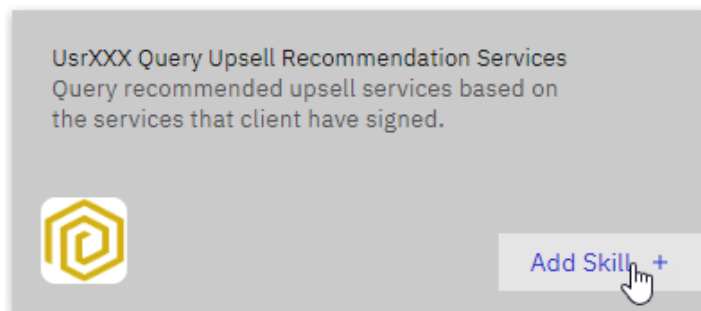 UsrXXX Query Upsell Recommendation Services
Query recommended upsell services based on
the services that client have signed.
Add Skill +